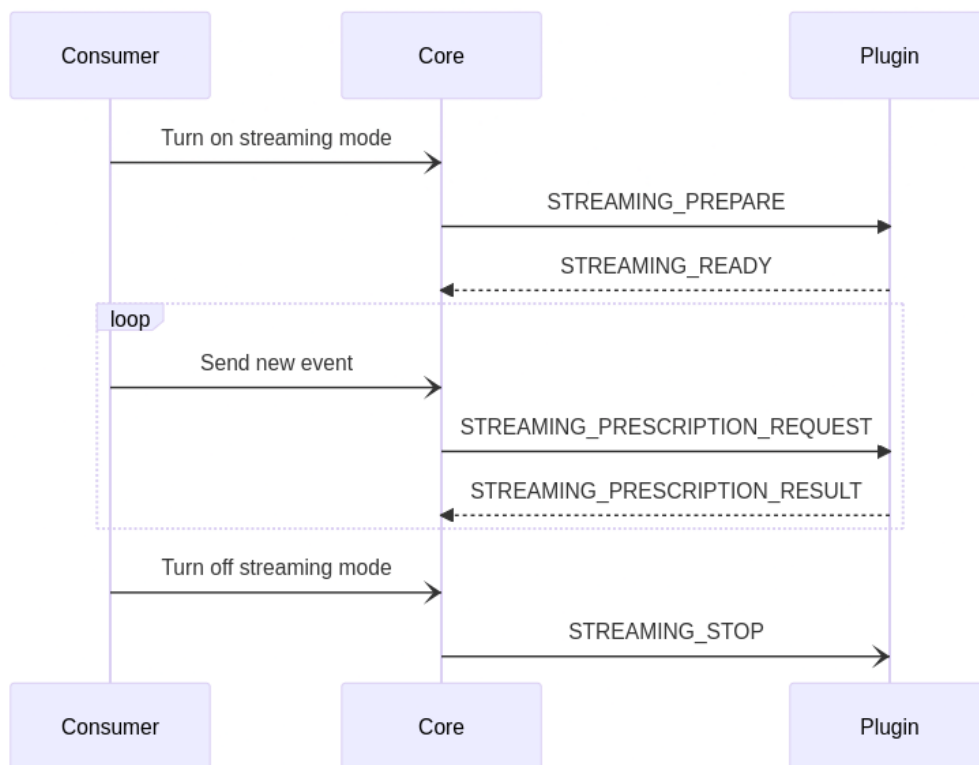 Consumer
Core
Plugin
Turn on streaming mode
STREAMING_PREPARE
STREAMING_READY
loop
Send new event
STREAMING_PRESCRIPTION_REQUEST
STREAMING_PRESCRIPTION_RESULT
Turn off streaming mode
STREAMING_STOP
Consumer
Core
Plugin